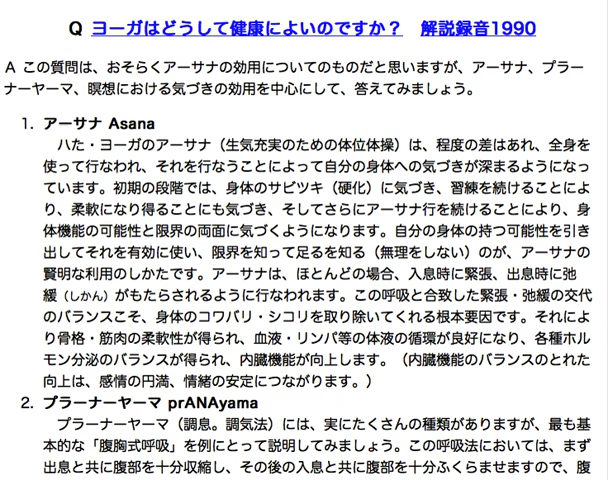 Q ヨーガはどうして健康によいのですか？　解説録音1990
A この質問は、おそらくアーサナの効用についてのものだと思いますが、アーサナ、プラー
ナーヤーマ、瞑想における気づきの効用を中心にして、答えてみましょう。
1. アーサナ Asana
ハた・ヨーガのアーサナ（生気充実のための体位体操）は、程度の差はあれ、全身を
使って行なわれ、それを行なうことによって自分の身体への気づきが深まるようになっ
ています。初期の段階では、身体のサビツキ（硬化）に気づき、習練を続けることによ
り、柔軟になり得ることにも気づき、そしてさらにアーサナ行を続けることにより、身
体機能の可能性と限界の両面に気づくようになります。自分の身体の持つ可能性を引き
出してそれを有効に使い、限界を知って足るを知る（無理をしない）のが、アーサナの
賢明な利用のしかたです。アーサナは、ほとんどの場合、入息時に緊張、出息時に弛
緩（しかん）がもたらされるように行なわれます。この呼吸と合致した緊張・弛緩の交代
のバランスこそ、身体のコワバリ・シコリを取り除いてくれる根本要因です。それによ
り骨格・筋肉の柔軟性が得られ、血液・リンパ等の体液の循環が良好になり、各種ホル
モン分泌のバランスが得られ、内臓機能が向上します。（内臓機能のバランスのとれた
向上は、感情の円満、情緒の安定につながります。）
2. プラーナーヤーマ prANAyama
プラーナーヤーマ（調息。調気法）には、実にたくさんの種類がありますが、最も基
本的な「腹胸式呼吸」を例にとって説明してみましょう。この呼吸法においては、まず
出息と共に腹部を十分収縮し、その後の入息と共に腹部を十分ふくらませますので、腹